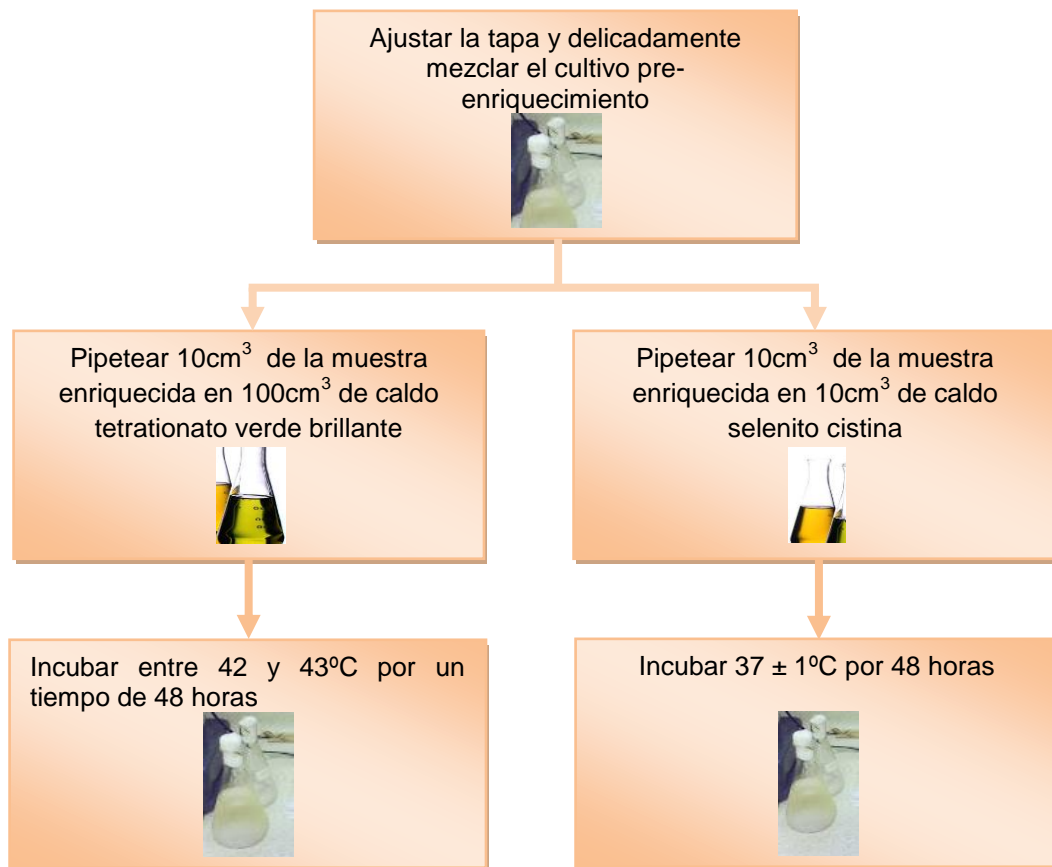 Ajustar la tapa y delicadamente
mezclar el cultivo pre-
enriquecimiento
Pipetear 10cm³ de la muestra
enriquecida en 100cm³ de caldo
tetrationato verde brillante
Pipetear 10cm³ de la muestra
enriquecida en 10cm³ de caldo
selenito cistina
Incubar entre 42 y 43ºC por un
tiempo de 48 horas
Incubar 37 ± 1ºC por 48 horas